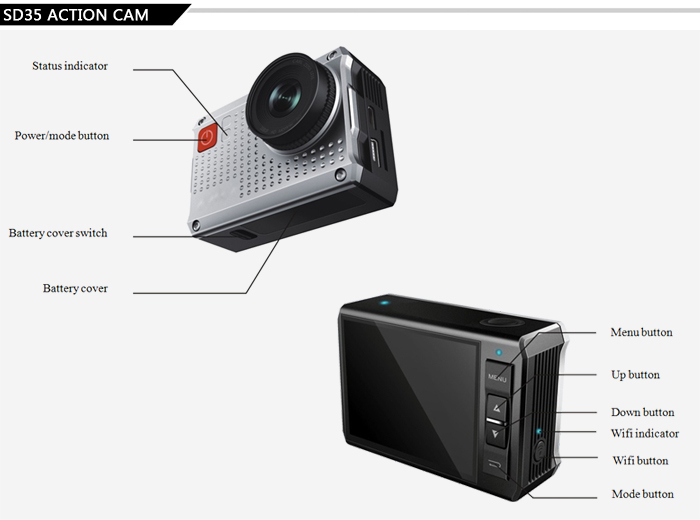 SD35 ACTION CAM
Status indicator
Power/mode button
Battery cover switch
Battery cover
Menu button
MENU
Up button
Down button
Wifi indicator
Wifi button
Mode button